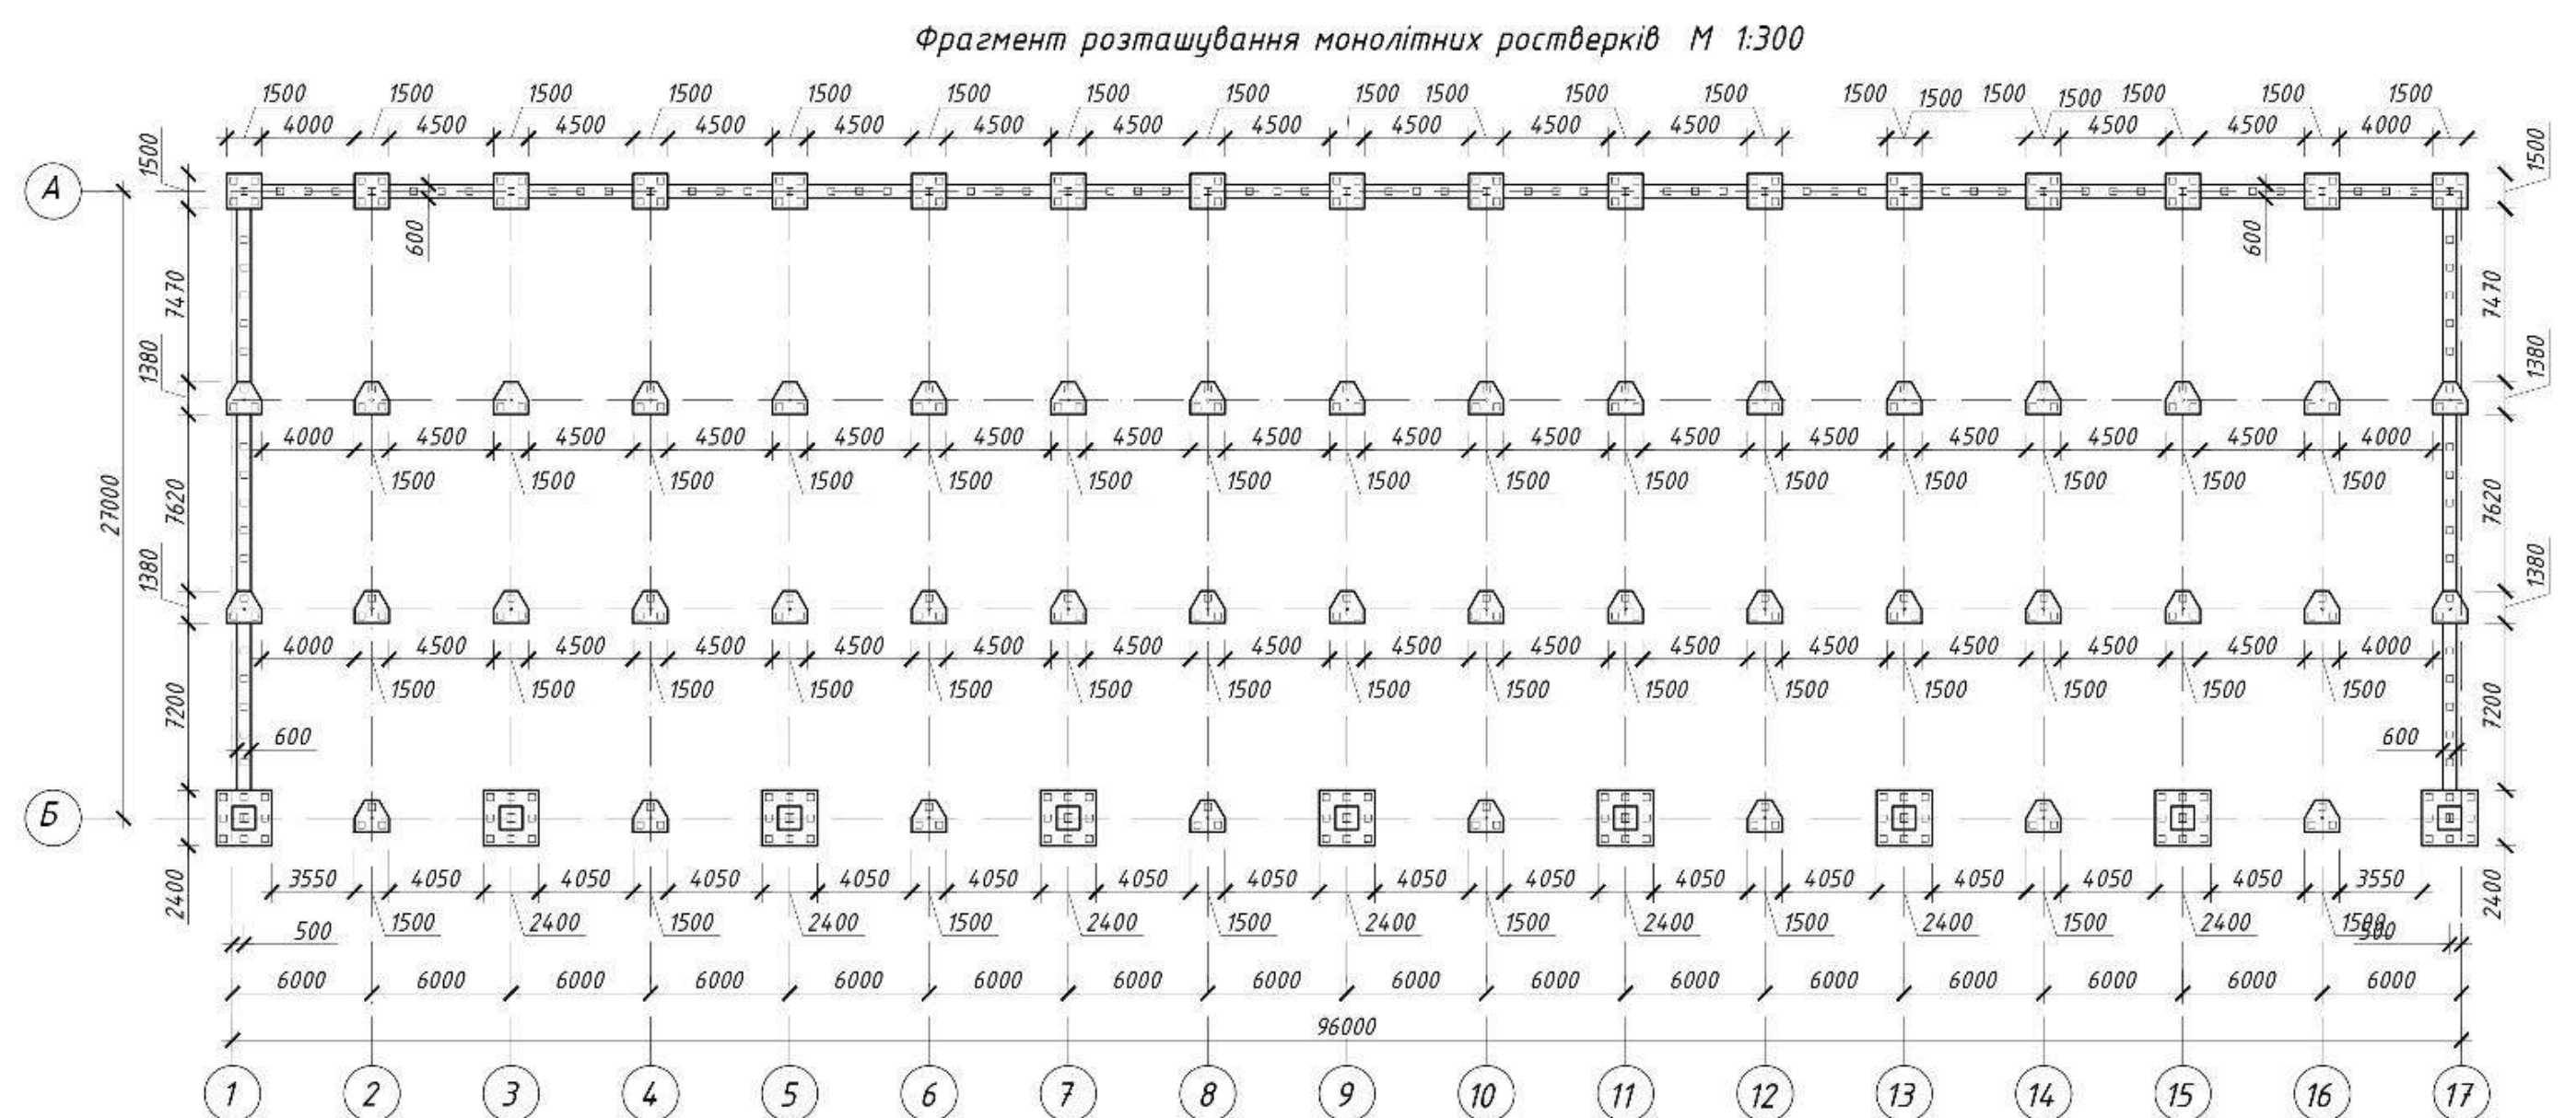 Фрагмент розташування монолітних ростверків М 1:300
1500 1500 1500 1500 1500 1500 1500 1500 1500 1500 1500 1500 1500 1500 1500 1500 1500 1500 1500
4000 4500 4500 4500 4500 4500 4500 4500 4500 4500 4500 4500 4500 4000
1500 1500
А
600 600
7470 7470
1380 1380
4000 4500 4500 4500 4500 4500 4500 4500 4500 4500 4500 4500 4500 4500 4500 4000
1500 1500 1500 1500 1500 1500 1500 1500 1500 1500 1500 1500 1500 1500 1500
27000
7620 7620
1380 1380
4000 4500 4500 4500 4500 4500 4500 4500 4500 4500 4500 4500 4500 4500 4500 4000
1500 1500 1500 1500 1500 1500 1500 1500 1500 1500 1500 1500 1500 1500 1500
7200 7200
600 600
Б
2400 2400
3550 4050 4050 4050 4050 4050 4050 4050 4050 4050 4050 4050 4050 4050 4050 3550
500 1500 2400 1500 2400 1500 2400 1500 2400 1500 2400 1500 2400 1500 2400 1500 500
6000 6000 6000 6000 6000 6000 6000 6000 6000 6000 6000 6000 6000 6000 6000 6000
96000
1 2 3 4 5 6 7 8 9 10 11 12 13 14 15 16 17